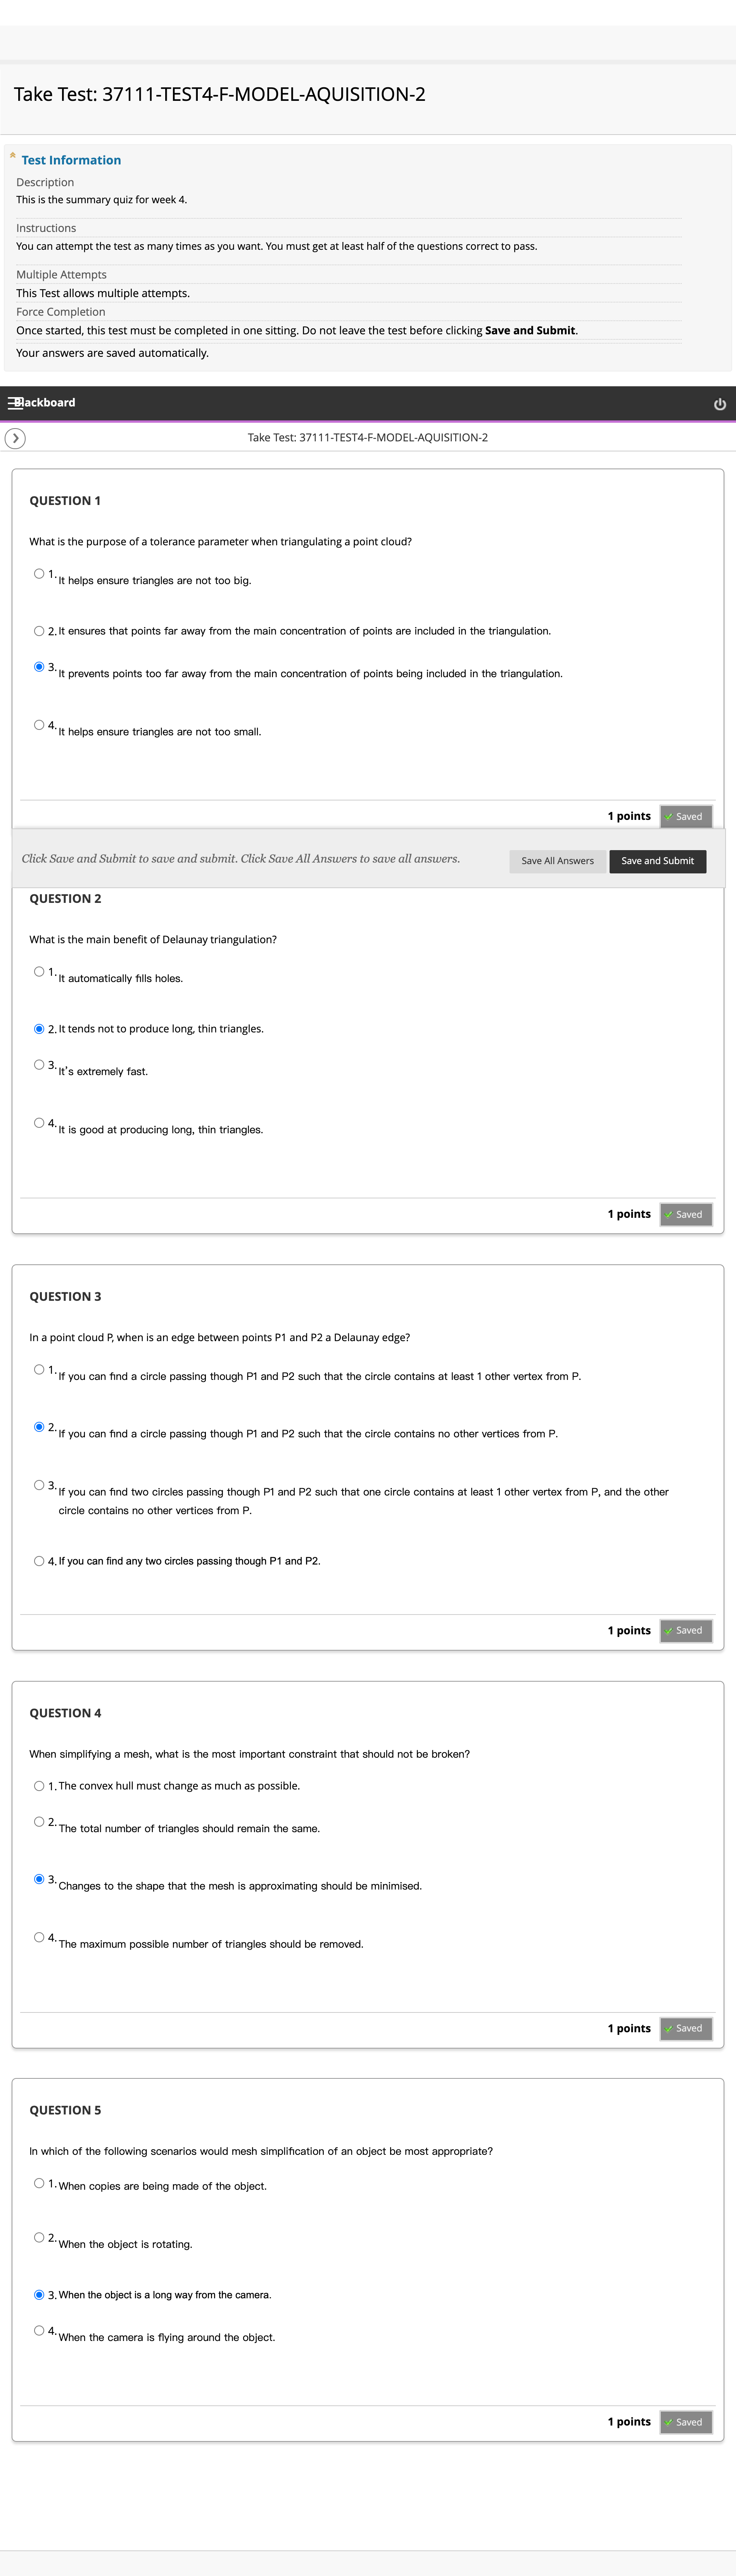 Take Test: 37111-TEST4-F-MODEL-AQUISITION-2
Test Information
Description
This is the summary quiz for week 4.
Instructions
You can attempt the test as many times as you want. You must get at least half of the questions correct to pass.
Multiple Attempts
This Test allows multiple attempts.
Force Completion
Once started, this test must be completed in one sitting. Do not leave the test before clicking Save and Submit.
Your answers are saved automatically.
Blackboard
Take Test: 37111-TEST4-F-MODEL-AQUISITION-2
QUESTION 1
What is the purpose of a tolerance parameter when triangulating a point cloud?
1. It helps ensure triangles are not too big.
2. It ensures that points far away from the main concentration of points are included in the triangulation.
3. It prevents points too far away from the main concentration of points being included in the triangulation.
4. It helps ensure triangles are not too small.
1 points Saved
Click Save and Submit to save and submit. Click Save All Answers to save all answers. Save All Answers Save and Submit
QUESTION 2
What is the main benefit of Delaunay triangulation?
1. It automatically fills holes.
2. It tends not to produce long, thin triangles.
3. It's extremely fast.
4. It is good at producing long, thin triangles.
1 points Saved
QUESTION 3
In a point cloud P, when is an edge between points P1 and P2 a Delaunay edge?
1. If you can find a circle passing though P1 and P2 such that the circle contains at least 1 other vertex from P.
2. If you can find a circle passing though P1 and P2 such that the circle contains no other vertices from P.
3. If you can find two circles passing though P1 and P2 such that one circle contains at least 1 other vertex from P, and the other
circle contains no other vertices from P.
4. If you can find any two circles passing though P1 and P2.
1 points Saved
QUESTION 4
When simplifying a mesh, what is the most important constraint that should not be broken?
1. The convex hull must change as much as possible.
2. The total number of triangles should remain the same.
3. Changes to the shape that the mesh is approximating should be minimised.
4. The maximum possible number of triangles should be removed.
1 points Saved
QUESTION 5
In which of the following scenarios would mesh simplification of an object be most appropriate?
1. When copies are being made of the object.
2. When the object is rotating.
3. When the object is a long way from the camera.
4. When the camera is flying around the object.
1 points Saved